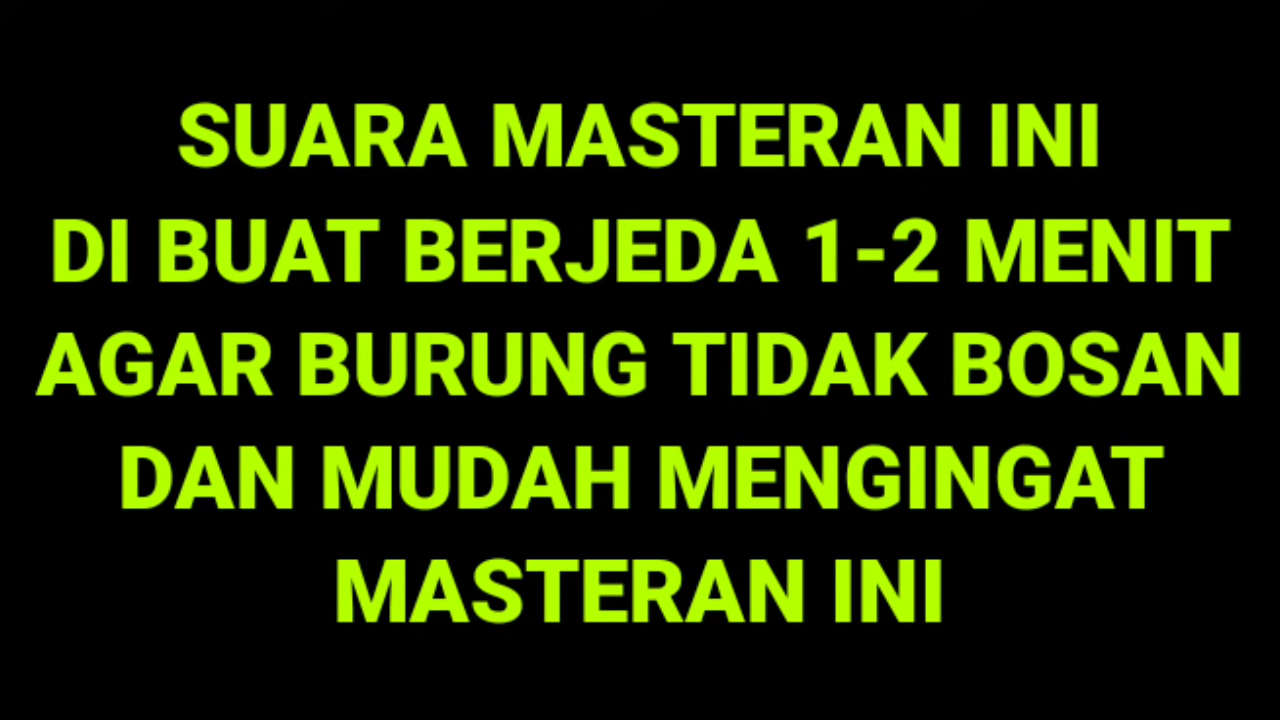 SUARA MASTERAN INI
DI BUAT BERJEDA 1-2 MENIT
AGAR BURUNG TIDAK BOSAN
DAN MUDAH MENGINGAT
MASTERAN INI